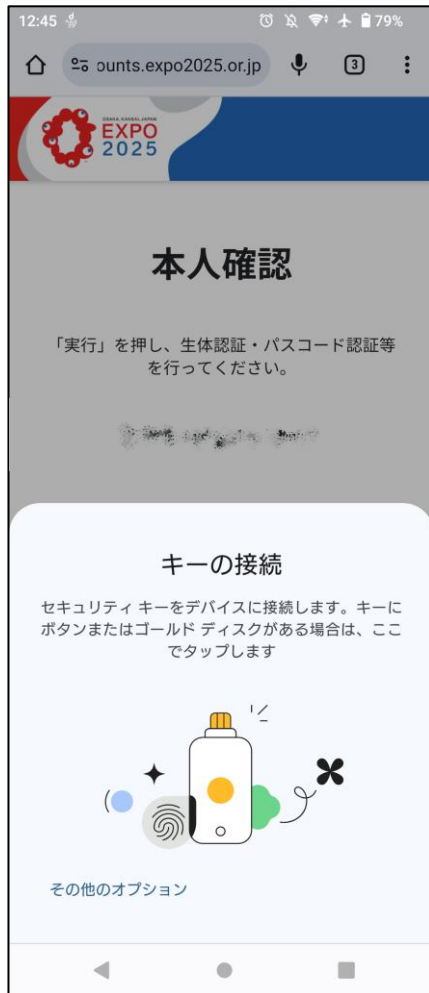 12:45
79%
ounts.expo2025.or.jp
3
OSAKA, KANSAI, JAPAN
EXPO
2025
本人確認
「実行」を押し、生体認証・パスコード認証等
を行ってください。
キーの接続
セキュリティ キーをデバイスに接続します。キーに
ボタンまたはゴールド ディスクがある場合は、ここ
でタップします
その他のオプション